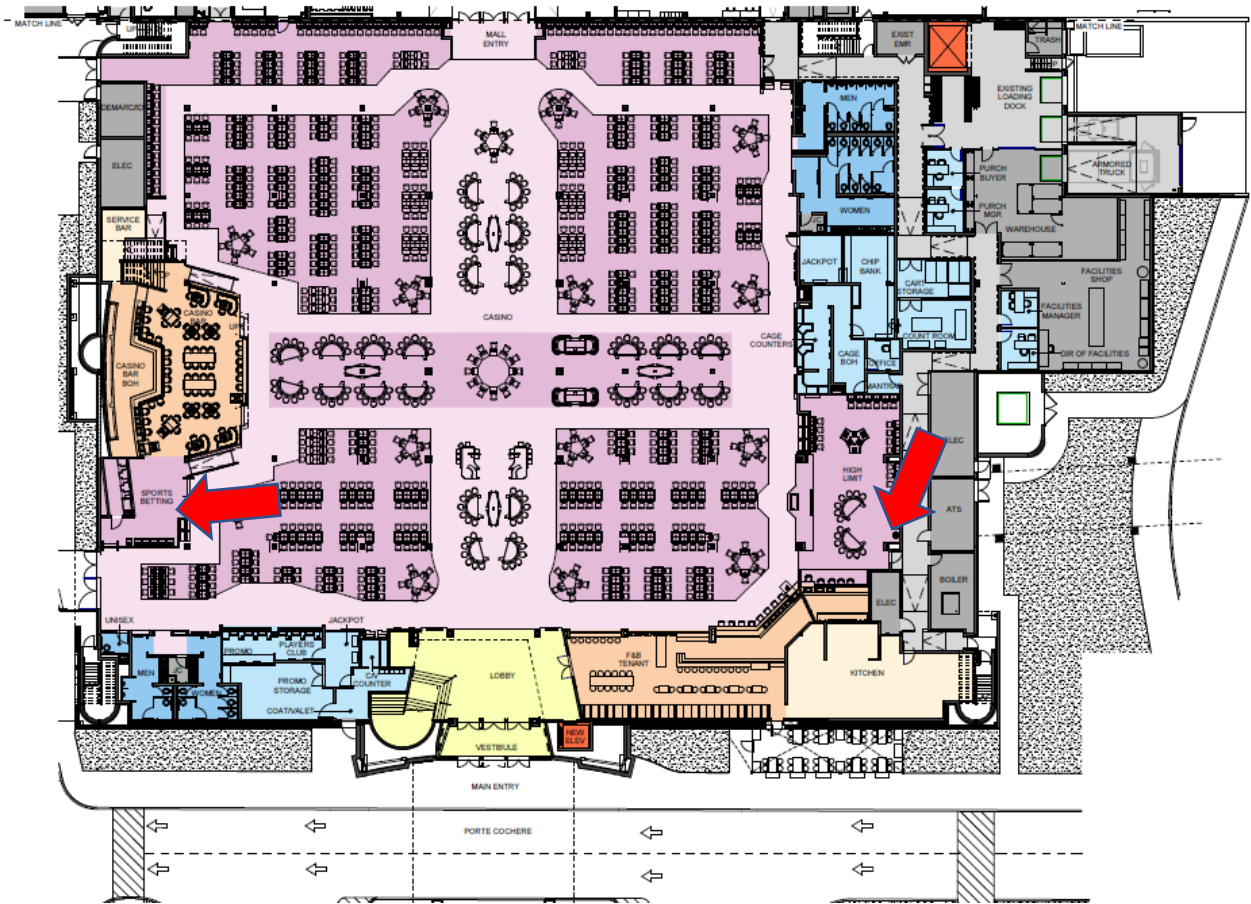 MATCH LINE
UP
MALL
ENTRY
EXIST
EMR
TRASH
MATCH LINE
EXISTING
LOADING
DOCK
MEN
ELEC
ARMORED
TRUCK
PURCH
BUYER
PURCH
MGR
WOMEN
SERVICE
BAR
WAREHOUSE
JACKPOT
CHIP
BANK
FACILITIES
SHOP
CART
STORAGE
FACILITIES
MANAGER
CASINO
BAR
UP
CASINO
CAGE
COUNTERS
COUNT ROOM
CASINO
BAR
BOH
CAGE
BOH
OFFICE
DIR OF FACILITIES
MANTRAP
ELEC
HIGH
LIMIT
SPORTS
BETTING
ATS
BOILER
ELEC
UNISEX
JACKPOT
PROMO
PLAYERS
CLUB
F&B
TENANT
MEN
WOMEN
PROMO
STORAGE
COUNTER
LOBBY
KITCHEN
COAT/VALET
NEW
ELEV
VESTIBULE
MAIN ENTRY
PORTE COCHERE